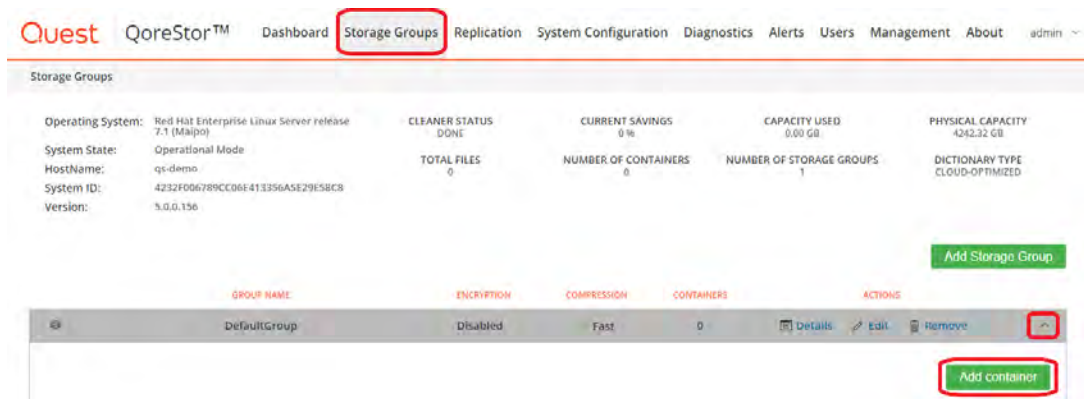 Quest QoreStor™ Dashboard Storage Groups Replication System Configuration Diagnostics Alerts Users Management About admin
Storage Groups
Operating System: Red Hat Enterprise Linux Server release 7.1 (Maipo)
System State: Operational Mode
HostName: qs-demo
System ID: 4232F006789CC06E413356A5E29E58C8
Version: 5.0.0.156
CLEANER STATUS
DONE
TOTAL FILES
0
CURRENT SAVINGS
0 %
NUMBER OF CONTAINERS
0
CAPACITY USED
0.00 GB
NUMBER OF STORAGE GROUPS
1
PHYSICAL CAPACITY
4242.32 GB
DICTIONARY TYPE
CLOUD-OPTIMIZED
Add Storage Group
GROUP NAME ENCRYPTION COMPRESSION CONTAINERS ACTIONS
DefaultGroup Disabled Fast 0 Details Edit Remove
Add container